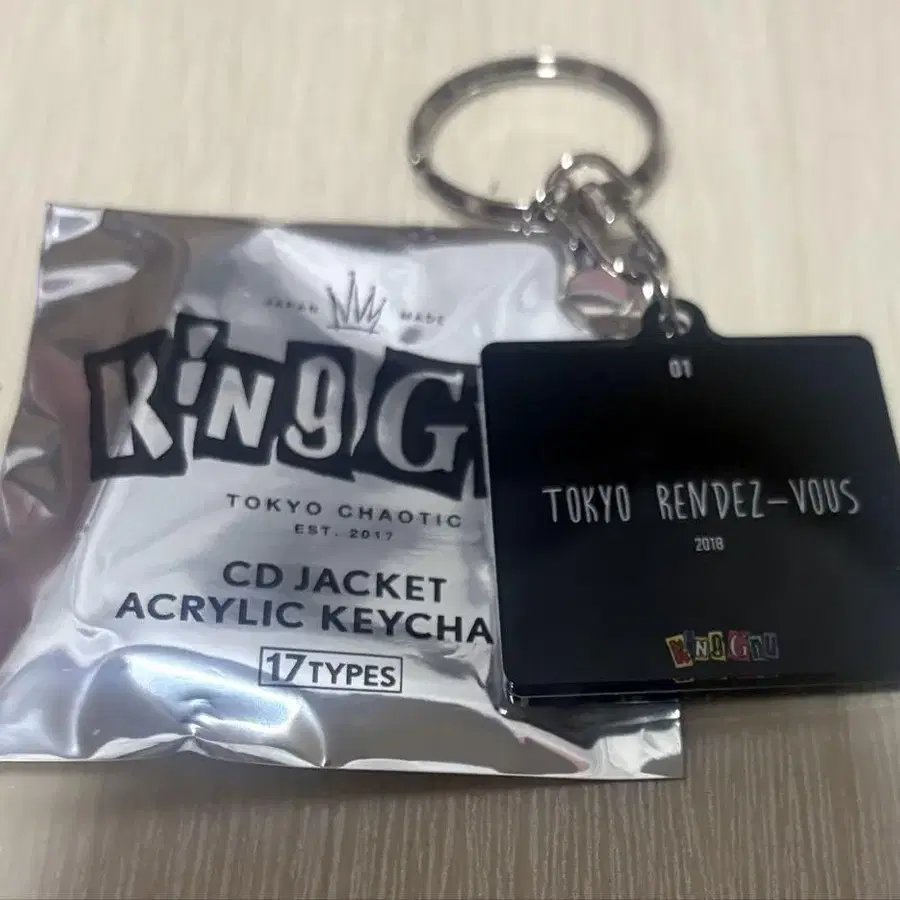 JAPAN MADE
King G
TOKYO CHAOTIC
EST. 2017
CD JACKET
ACRYLIC KEYCHA
17 TYPES
01
TOKYO RENDEZ-VOUS
2018
King Gnu